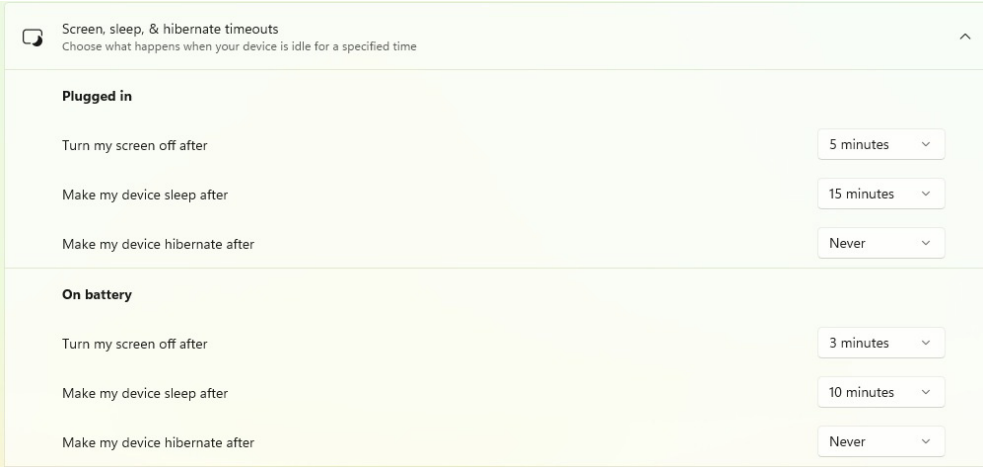 Screen, sleep, & hibernate timeouts
Choose what happens when your device is idle for a specified time
Plugged in
Turn my screen off after
5 minutes
Make my device sleep after
15 minutes
Make my device hibernate after
Never
On battery
Turn my screen off after
3 minutes
Make my device sleep after
10 minutes
Make my device hibernate after
Never